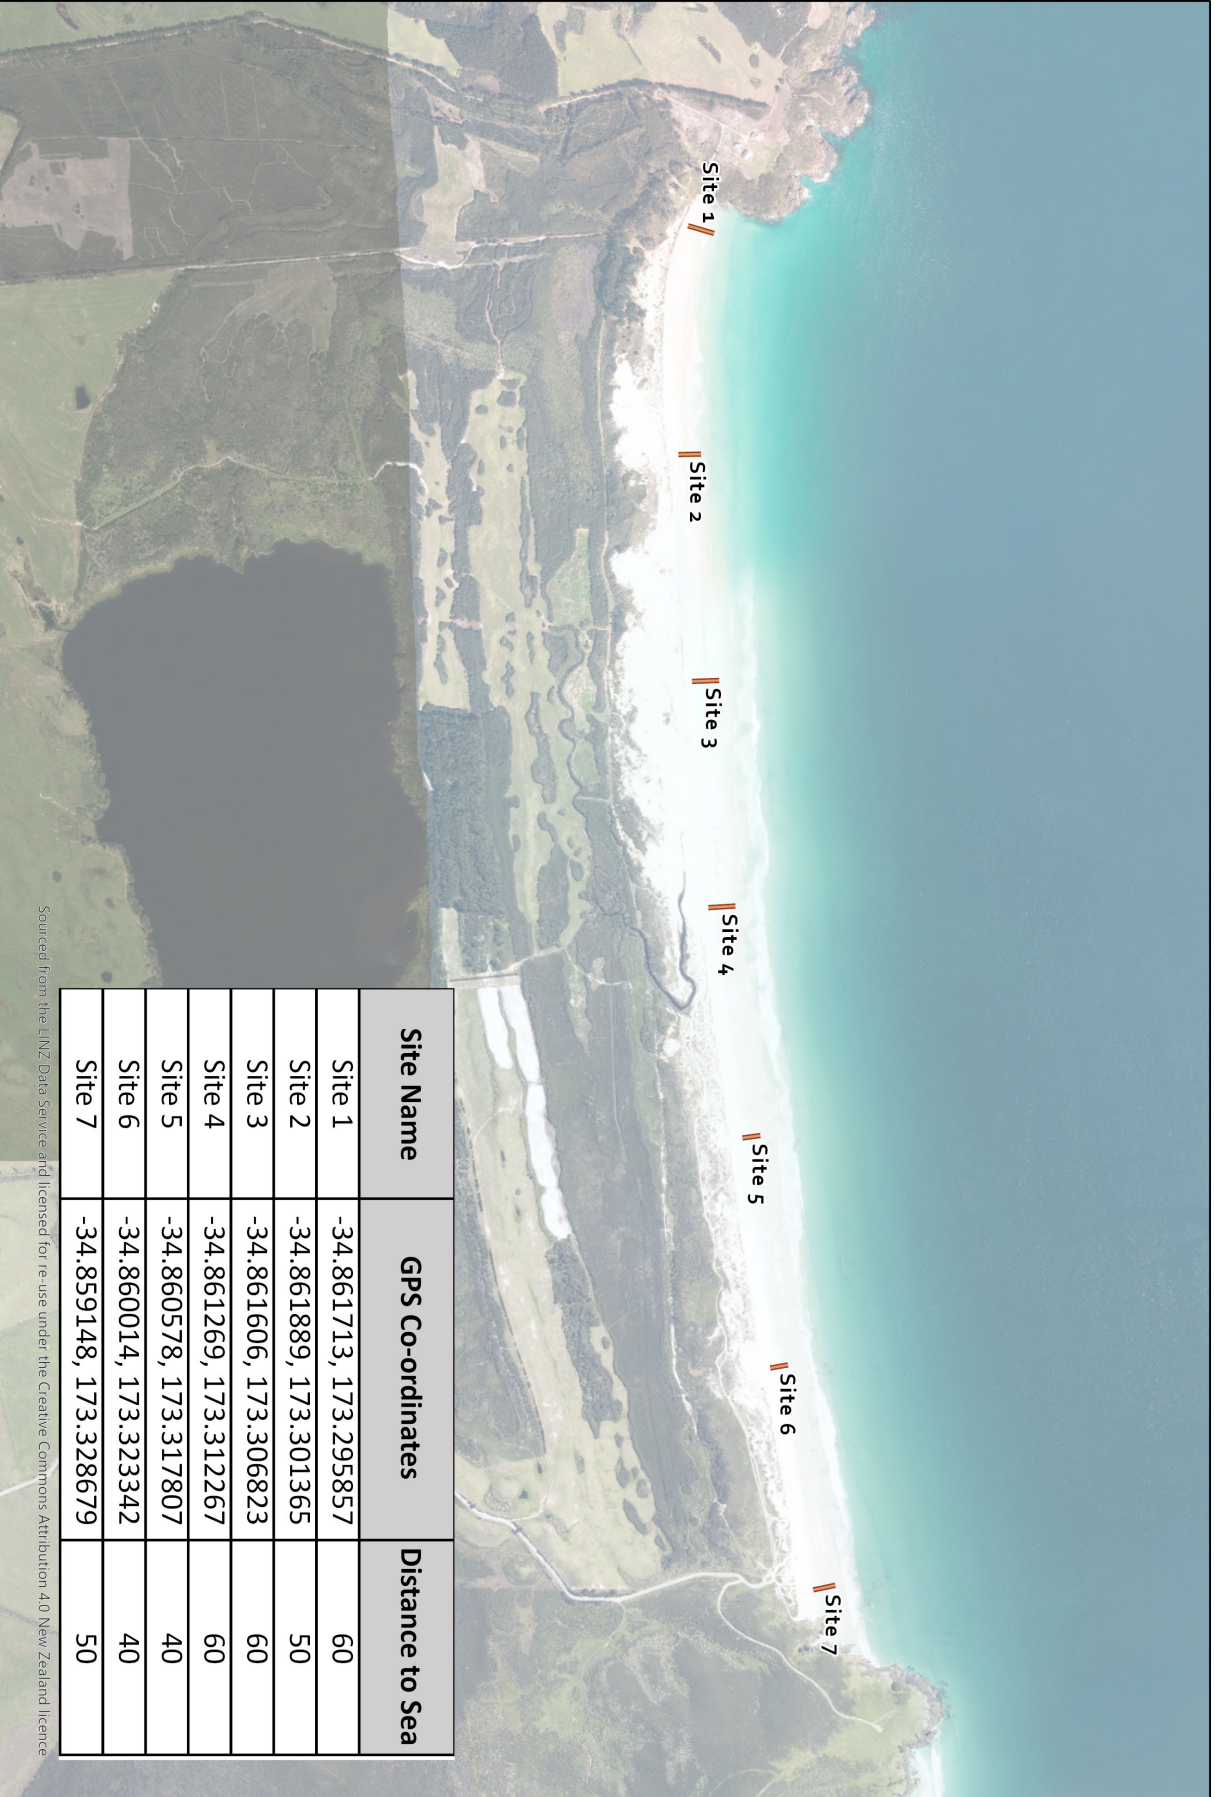 Site 1
Site 2
Site 3
Site 4
Site 5
Site 6
Site 7
Site Name GPS Co-ordinates Distance to Sea
Site 1 -34.861713, 173.295857 60
Site 2 -34.861889, 173.301365 50
Site 3 -34.861606, 173.306823 60
Site 4 -34.861269, 173.312267 60
Site 5 -34.860578, 173.317807 40
Site 6 -34.860014, 173.323342 40
Site 7 -34.859148, 173.328679 50
Sourced from the LINZ Data Service and licensed for re-use under the Creative Commons Attribution 4.0 New Zealand licence